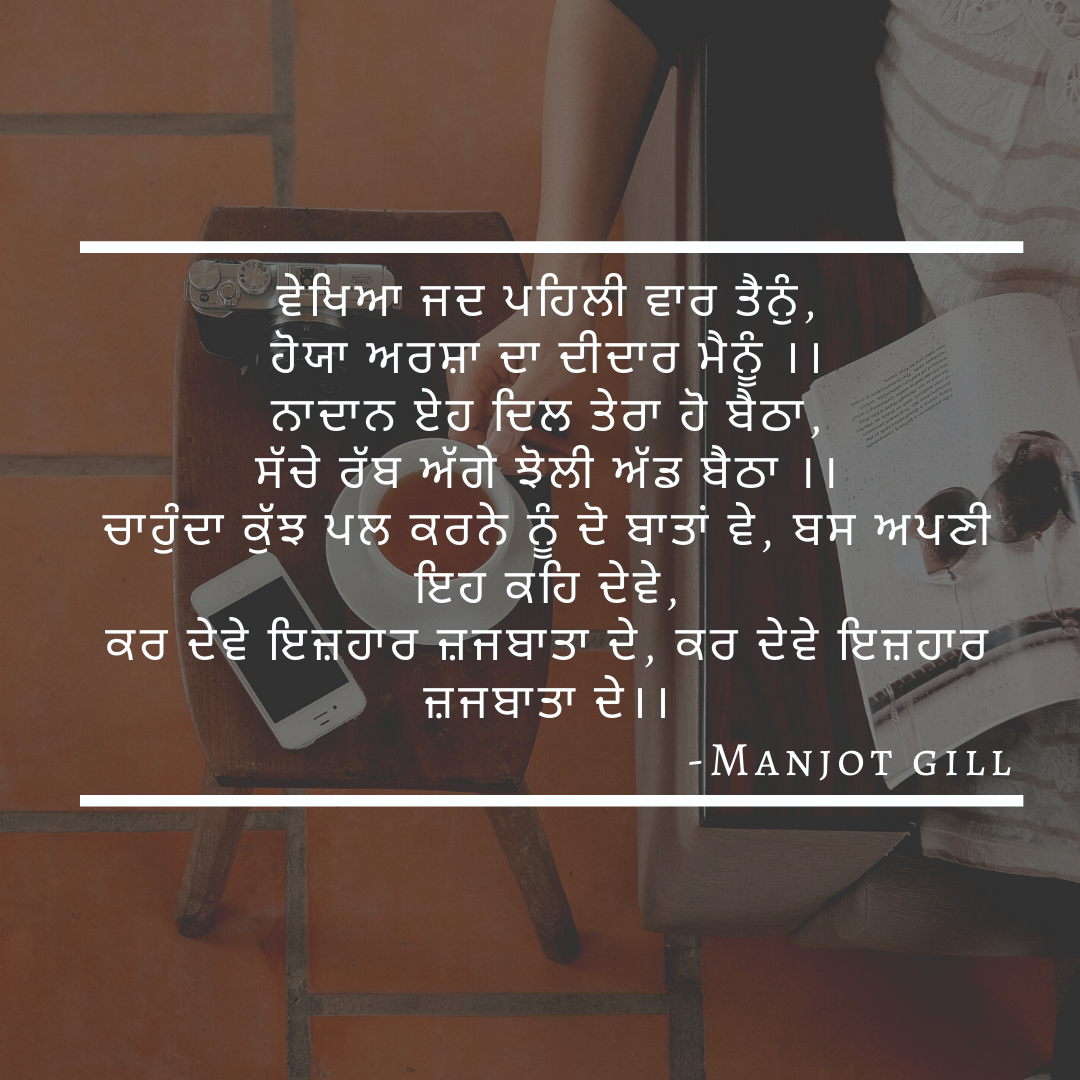 ਵੇਖਿਆ ਜਦ ਪਹਿਲੀ ਵਾਰ ਤੈਨੁੰ,
ਹੋਯਾ ਅਰਸ਼ਾ ਦਾ ਦੀਦਾਰ ਮੈਨੂੰ ।।
ਨਾਦਾਨ ਏਹ ਦਿਲ ਤੇਰਾ ਹੋ ਬੈਠਾ,
ਸੱਚੇ ਰੱਬ ਅੱਗੇ ਝੋਲੀ ਅੱਡ ਬੈਠਾ ।।
ਚਾਹੁੰਦਾ ਕੁੱਝ ਪਲ ਕਰਨੇ ਨੂੰ ਦੋ ਬਾਤਾਂ ਵੇ, ਬਸ ਅਪਣੀ
ਇਹ ਕਹਿ ਦੇਵੇ,
ਕਰ ਦੇਵੇ ਇਜ਼ਹਾਰ ਜ਼ਜਬਾਤਾ ਦੇ, ਕਰ ਦੇਵੇ ਇਜ਼ਹਾਰ
ਜ਼ਜਬਾਤਾ ਦੇ।।
-Manjot gill